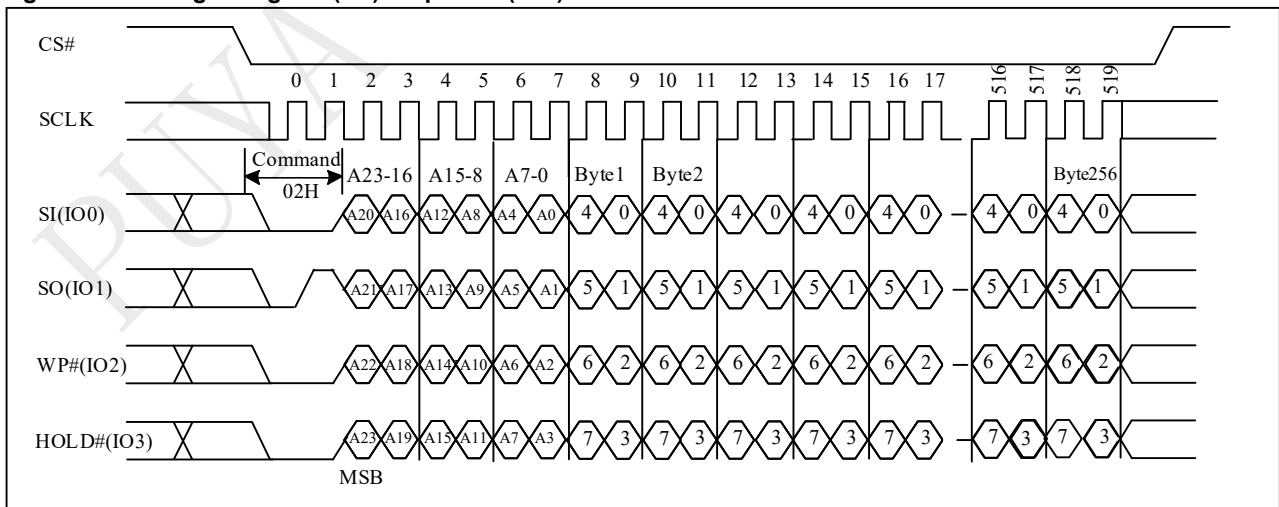 PUYA
CS#
0 1 2 3 4 5 6 7 8 9 10 11 12 13 14 15 16 17 516 517 518 519
SCLK
Command
02H
A23-16 A15-8 A7-0 Byte1 Byte2 Byte256
SI(IO0) A20 A16 A12 A8 A4 A0 4 0 4 0 4 0 4 0 4 0 4 0 4 0
SO(IO1) A21 A17 A13 A9 A5 A1 5 1 5 1 5 1 5 1 5 1 5 1 5 1
WP#(IO2) A22 A18 A14 A10 A6 A2 6 2 6 2 6 2 6 2 6 2 6 2 6 2
HOLD#(IO3) A23 A19 A15 A11 A7 A3 7 3 7 3 7 3 7 3 7 3 7 3 7 3
MSB